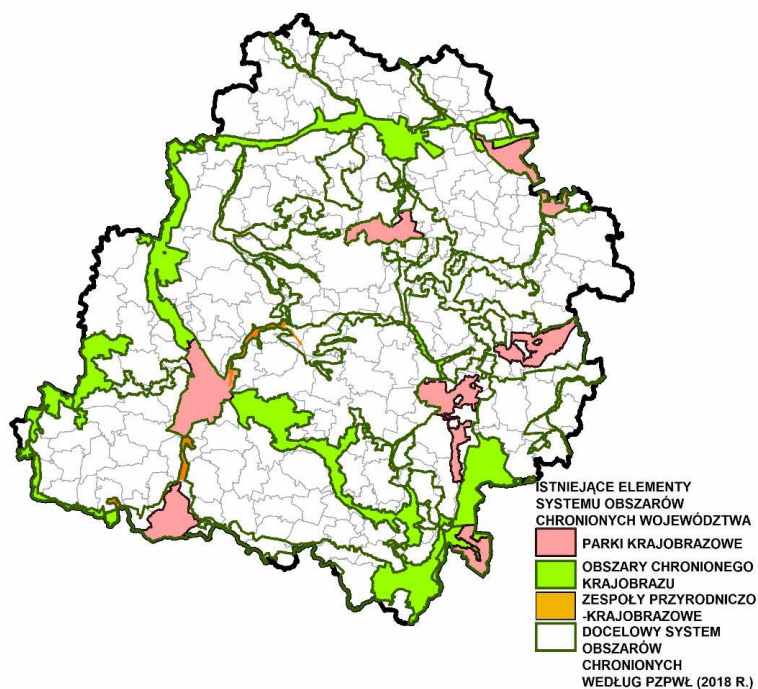 ISTNIEJĄCE ELEMENTY
SYSTEMU OBSZARÓW
CHRONIONYCH WOJEWÓDZTWA
PARKI KRAJOBRAZOWE
OBSZARY CHRONIONEGO
KRAJOBRAZU
ZESPOŁY PRZYRODNICZO
-KRAJOBRAZOWE
DOCELOWY SYSTEM
OBSZARÓW
CHRONIONYCH
WEDŁUG PZPWŁ (2018 R.)